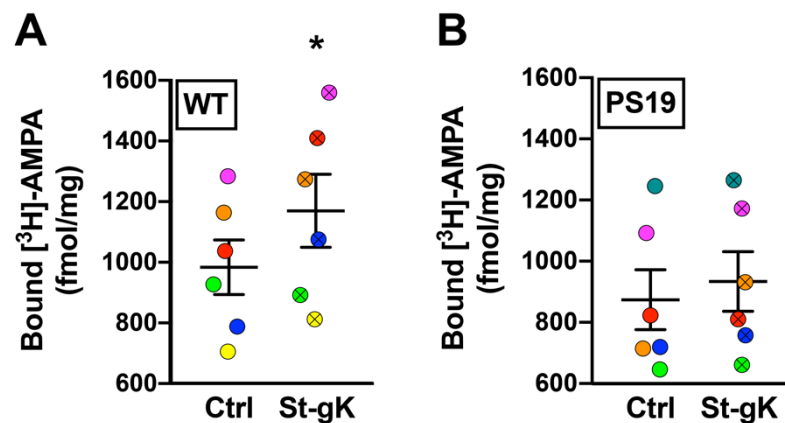 A
B
*
WT
PS19
Bound [³H]-AMPA
(fmol/mg)
1600
1400
1200
1000
800
600
Ctrl St-gK
Bound [³H]-AMPA
(fmol/mg)
1600
1400
1200
1000
800
600
Ctrl St-gK